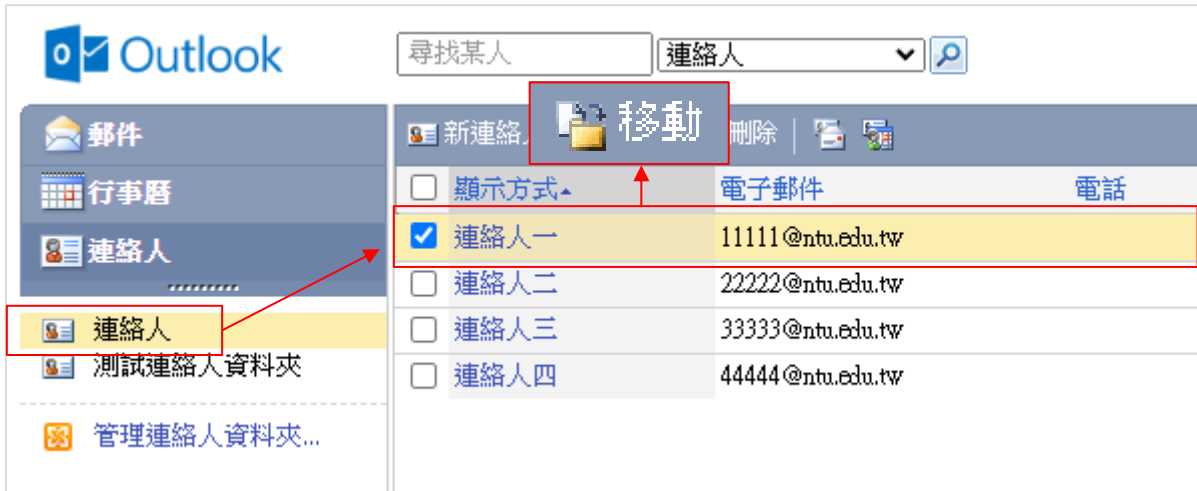 Outlook
尋找某人
連絡人
郵件
行事曆
連絡人
連絡人
測試連絡人資料夾
管理連絡人資料夾...
新連絡
移動
刪除
顯示方式 電子郵件 電話
連絡人一 11111@ntu.edu.tw
連絡人二 22222@ntu.edu.tw
連絡人三 33333@ntu.edu.tw
連絡人四 44444@ntu.edu.tw